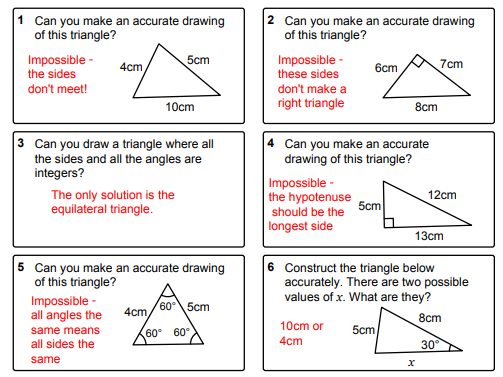 1 Can you make an accurate drawing
of this triangle?
Impossible -
the sides
don't meet!
4cm
5cm
10cm
2 Can you make an accurate drawing
of this triangle?
Impossible -
these sides
don't make a
right triangle
6cm
7cm
8cm
3 Can you draw a triangle where all
the sides and all the angles are
integers?
The only solution is the
equilateral triangle.
4 Can you make an accurate
drawing of this triangle?
Impossible -
the hypotenuse
should be the
longest side
5cm
12cm
13cm
5 Can you make an accurate drawing
of this triangle?
Impossible -
all angles the
same means
all sides the
same
4cm
60°
5cm
60° 60°
6 Construct the triangle below
accurately. There are two possible
values of x. What are they?
10cm or
4cm
5cm
8cm
30°
x